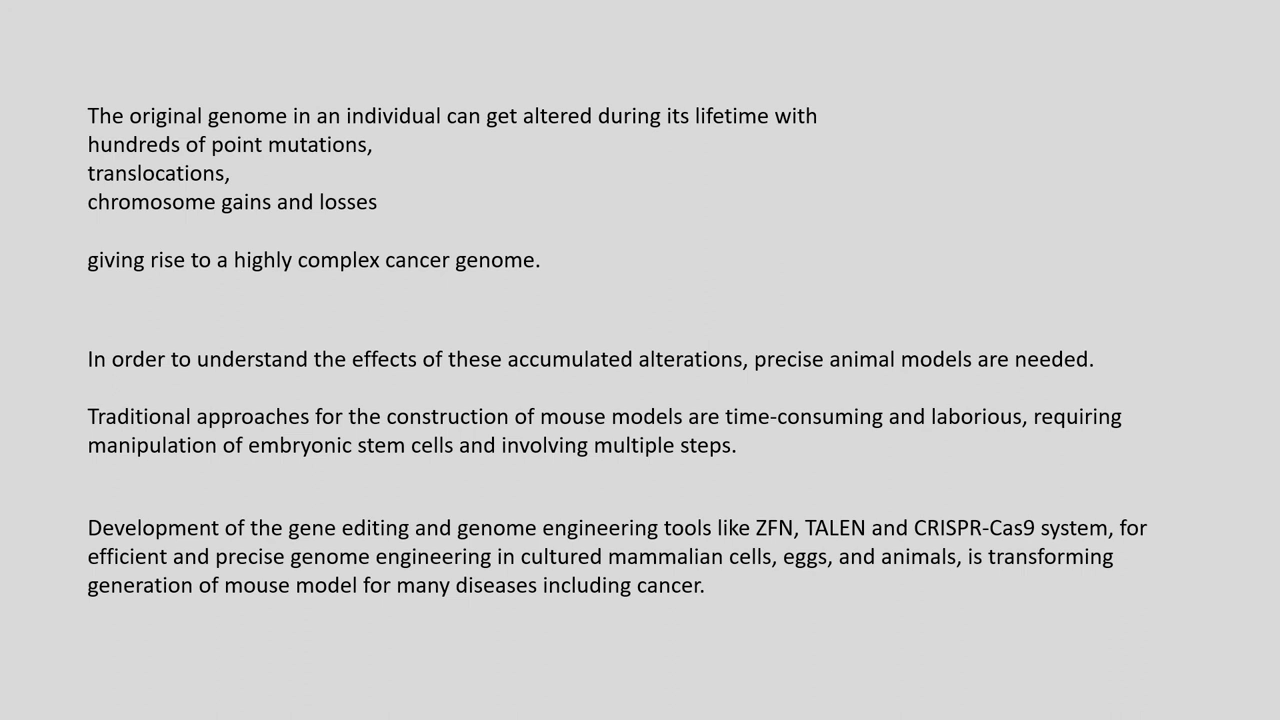 The original genome in an individual can get altered during its lifetime with
hundreds of point mutations,
translocations,
chromosome gains and losses
giving rise to a highly complex cancer genome.
In order to understand the effects of these accumulated alterations, precise animal models are needed.
Traditional approaches for the construction of mouse models are time-consuming and laborious, requiring
manipulation of embryonic stem cells and involving multiple steps.
Development of the gene editing and genome engineering tools like ZFN, TALEN and CRISPR-Cas9 system, for
efficient and precise genome engineering in cultured mammalian cells, eggs, and animals, is transforming
generation of mouse model for many diseases including cancer.